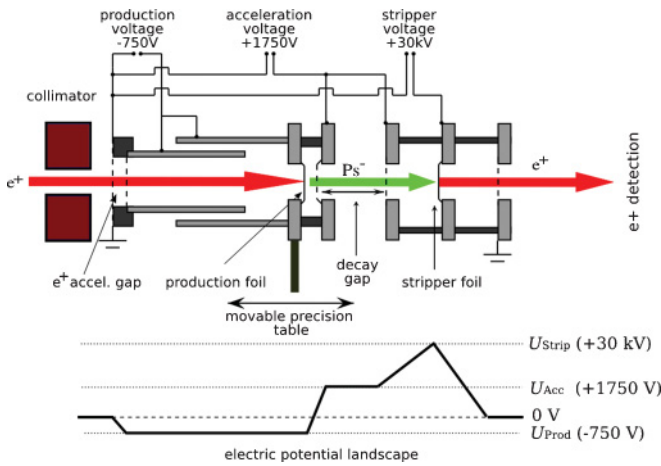 production
voltage
-750V
acceleration
voltage
+1750V
stripper
voltage
+30kV
collimator
e+
Ps-
e+
e+ detection
e+ accel. gap
production foil
decay
gap
stripper foil
movable precision
table
UStrip (+30 kV)
UAcc (+1750 V)
0 V
UProd (-750 V)
electric potential landscape